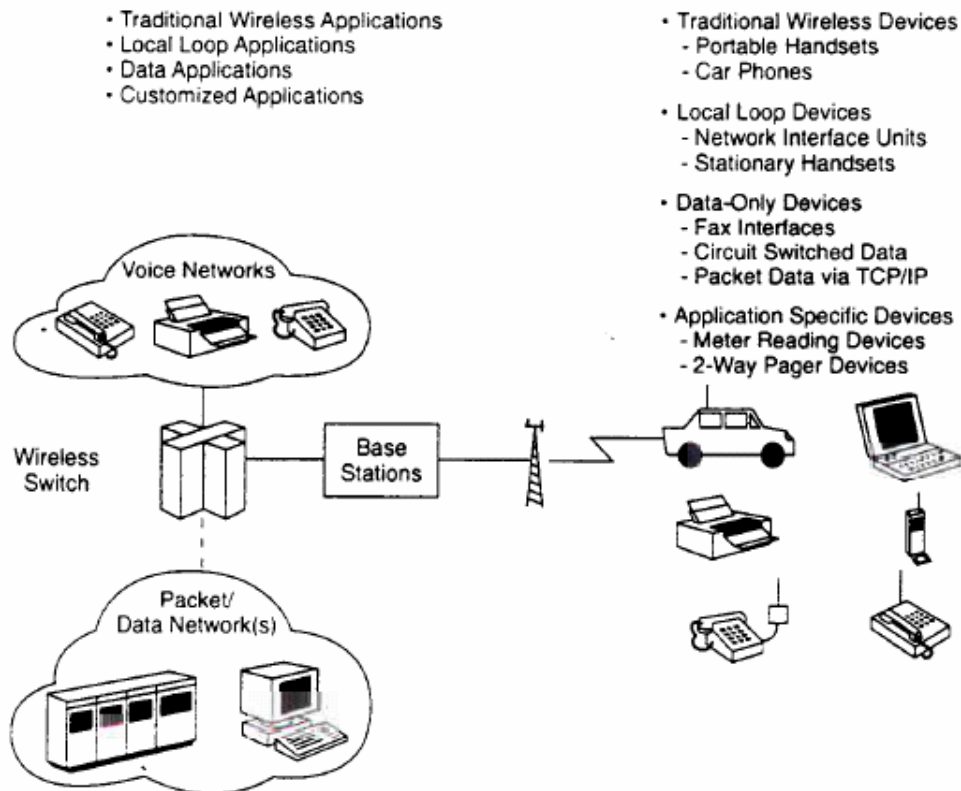 • Traditional Wireless Applications
• Local Loop Applications
• Data Applications
• Customized Applications
• Traditional Wireless Devices
- Portable Handsets
- Car Phones
• Local Loop Devices
- Network Interface Units
- Stationary Handsets
• Data-Only Devices
- Fax Interfaces
- Circuit Switched Data
- Packet Data via TCP/IP
• Application Specific Devices
- Meter Reading Devices
- 2-Way Pager Devices
Voice Networks
Wireless
Switch
Base
Stations
Packet/
Data Network(s)